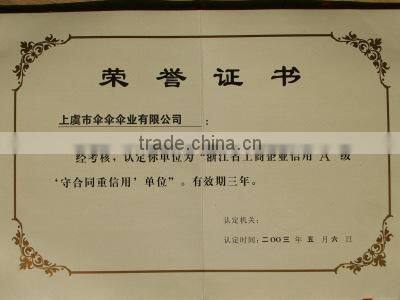 荣誉证书
上虞市伞伞伞业有限公司：
经考核，认定你单位为“浙江省工商企业信用 A 级
‘守合同重信用’单位”。有效期三年。
认定机关：
认定时间：二OO三 年 五 月 六 日
trade.china.cn